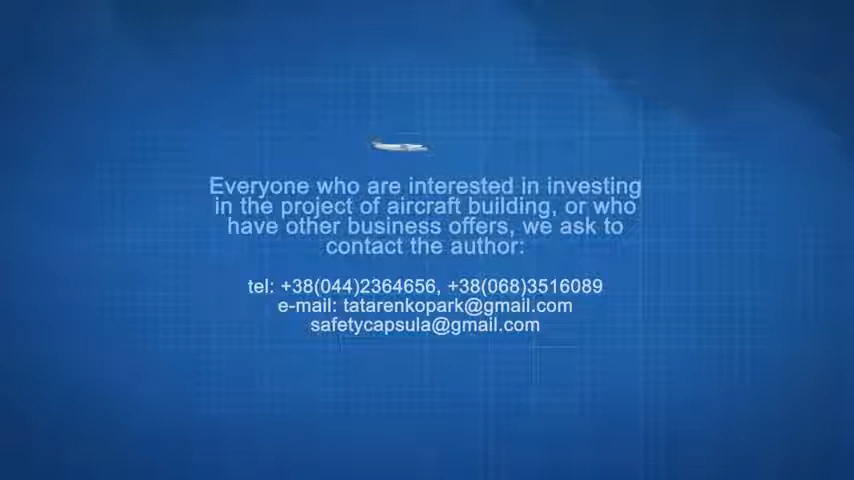 Everyone who are interested in investing
in the project of aircraft building, or who
have other business offers, we ask to
contact the author:
tel: +38(044)2364656, +38(068)3516089
e-mail: tatarenkopark@gmail.com
safetycapsula@gmail.com